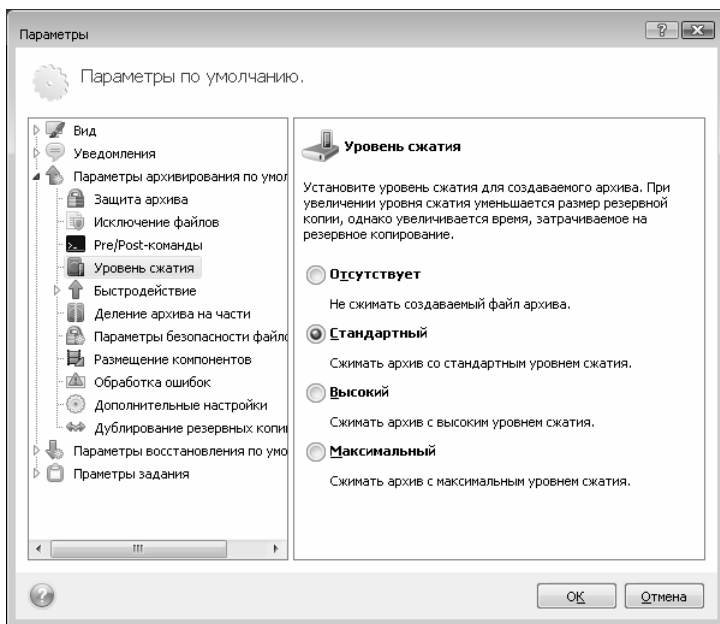 Параметры
Параметры по умолчанию.
Вид
Уведомления
Параметры архивирования по умол
Защита архива
Исключение файлов
Pre/Post-команды
Уровень сжатия
Быстродействие
Деление архива на части
Параметры безопасности файло
Размещение компонентов
Обработка ошибок
Дополнительные настройки
Дублирование резервных копи
Параметры восстановления по умо
Праметры задания
Уровень сжатия
Установите уровень сжатия для создаваемого архива. При
увеличении уровня сжатия уменьшается размер резервной
копии, однако увеличивается время, затрачиваемое на
резервное копирование.
Отсутствует
Не сжимать создаваемый файл архива.
Стандартный
Сжимать архив со стандартным уровнем сжатия.
Высокий
Сжимать архив с высоким уровнем сжатия.
Максимальный
Сжимать архив с максимальным уровнем сжатия.
OK
Отмена